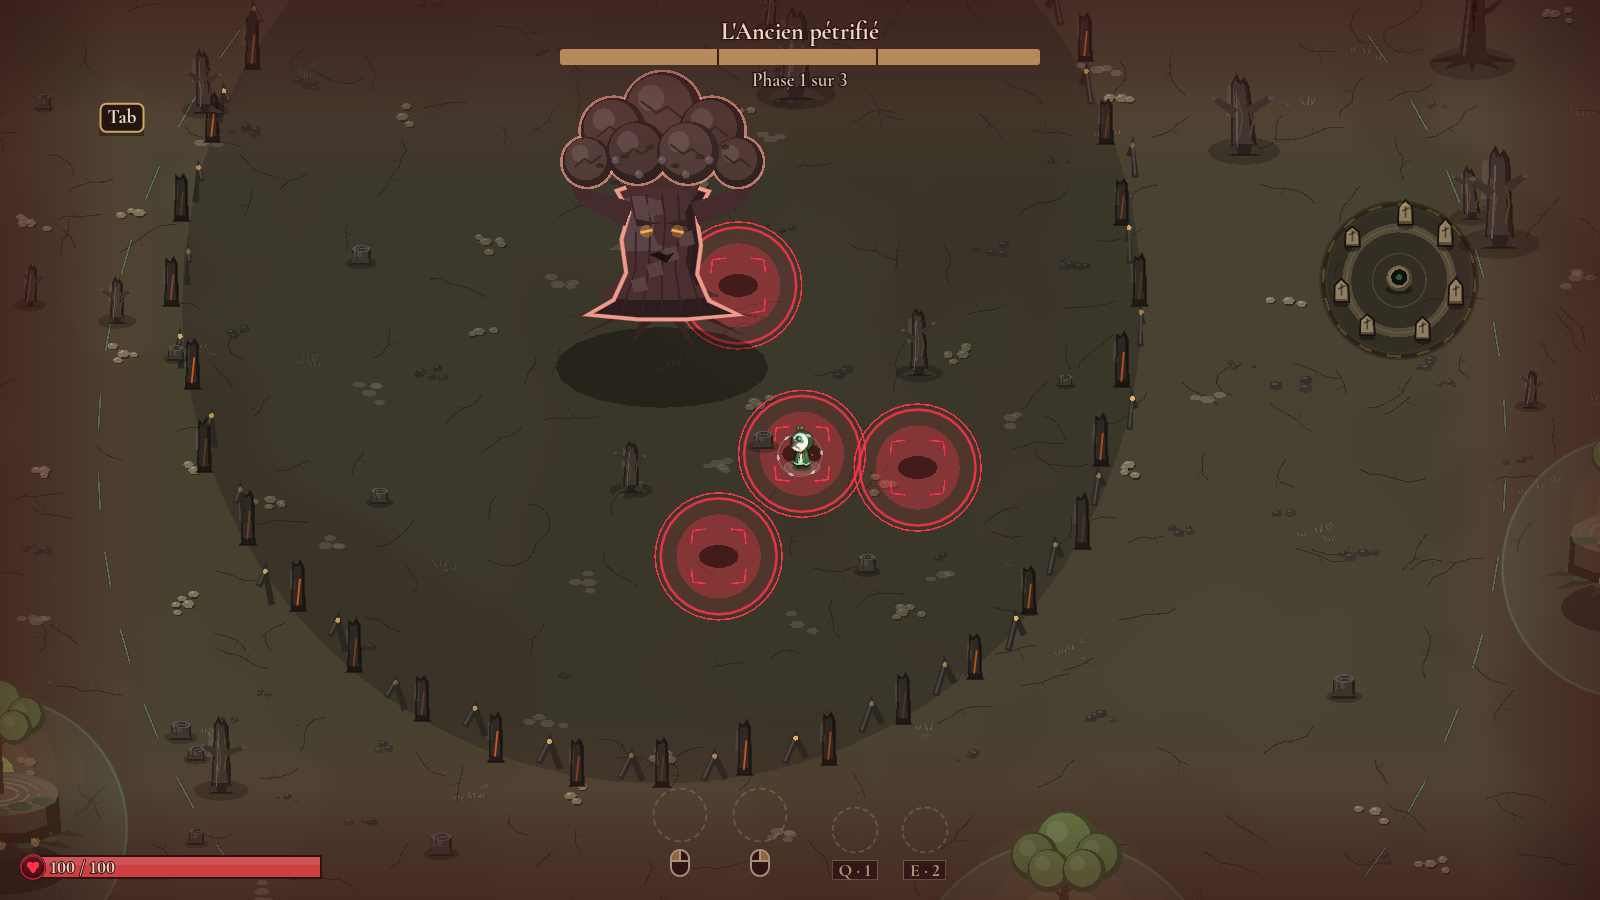 L'Ancien pétrifié
Phase 1 sur 3
Tab
100 / 100
Q · 1
E · 2